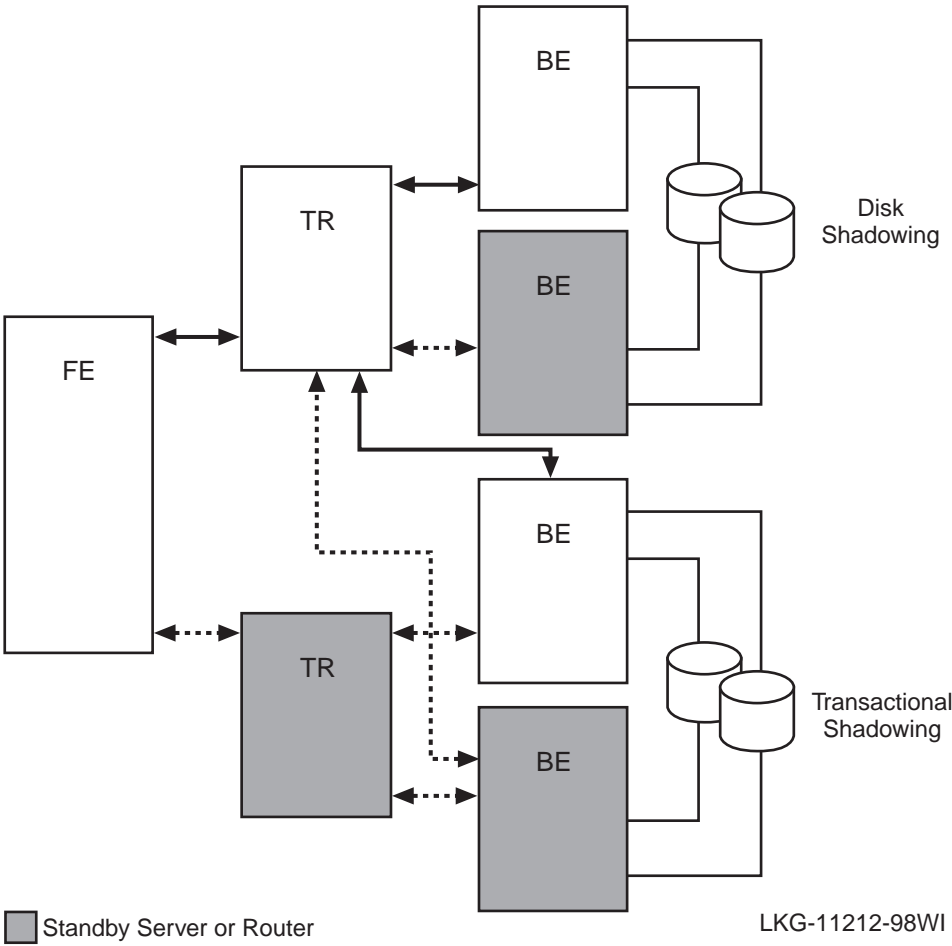 BE
TR
Disk
Shadowing
BE
FE
BE
TR
Transactional
Shadowing
BE
Standby Server or Router
LKG-11212-98WI